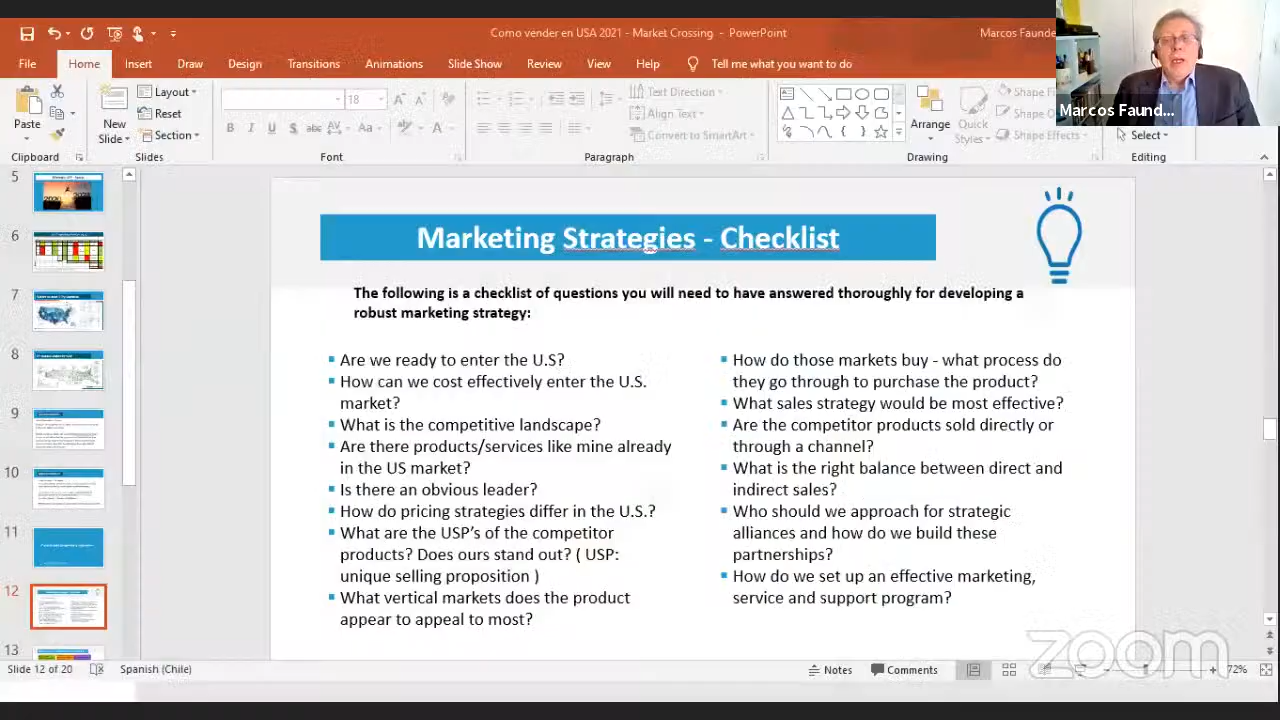 Como vender en USA 2021 - Market Crossing - PowerPoint
Marcos Faunde
File Home Insert Draw Design Transitions Animations Slide Show Review View Help Tell me what you want to do
Paste
New
Slide
Layout
Reset
Section
18
Text Direction
Align Text
Convert to SmartArt
Arrange
Quick
Styles
Shape Fi
Shape O
Shape Effects
Select
Marcos Faund...
Clipboard Slides Font Paragraph Drawing Editing
5
6
7
8
9
10
11
12
13
Marketing Strategies - Checklist
The following is a checklist of questions you will need to have answered thoroughly for developing a
robust marketing strategy:
Are we ready to enter the U.S?
How can we cost effectively enter the U.S.
market?
What is the competitive landscape?
Are there products/services like mine already
in the US market?
Is there an obvious leader?
How do pricing strategies differ in the U.S.?
What are the USP's of the competitor
products? Does ours stand out? ( USP:
unique selling proposition )
What vertical markets does the product
appear to appeal to most?
How do those markets buy - what process do
they go through to purchase the product?
What sales strategy would be most effective?
Are the competitor products sold directly or
through a channel?
What is the right balance between direct and
indirect sales?
Who should we approach for strategic
alliances and how do we build these
partnerships?
How do we set up an effective marketing,
service and support program?
zoom
Slide 12 of 20 Spanish (Chile) Notes Comments 72%